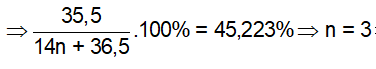 ⇒ 35,5 / (14n + 36,5) .100% = 45,223% ⇒ n = 3